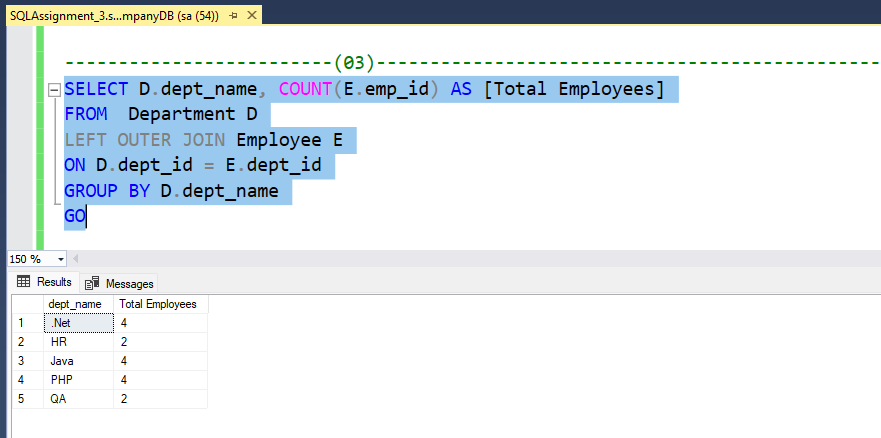 SQLAssignment_3.s...mpanyDB (sa (54))
------------------------(03)----------------------------------------------
SELECT D.dept_name, COUNT(E.emp_id) AS [Total Employees]
FROM  Department D
LEFT OUTER JOIN Employee E
ON D.dept_id = E.dept_id
GROUP BY D.dept_name
GO
150 %
Results Messages
dept_name Total Employees
1 .Net 4
2 HR 2
3 Java 4
4 PHP 4
5 QA 2